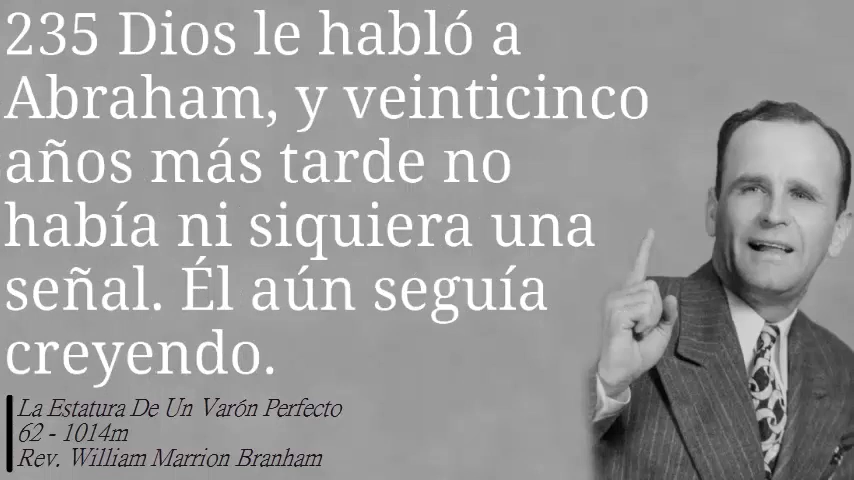 235 Dios le habló a
Abraham, y veinticinco
años más tarde no
había ni siquiera una
señal. Él aún seguía
creyendo.
La Estatura De Un Varón Perfecto
62 - 1014m
Rev. William Marrion Branham